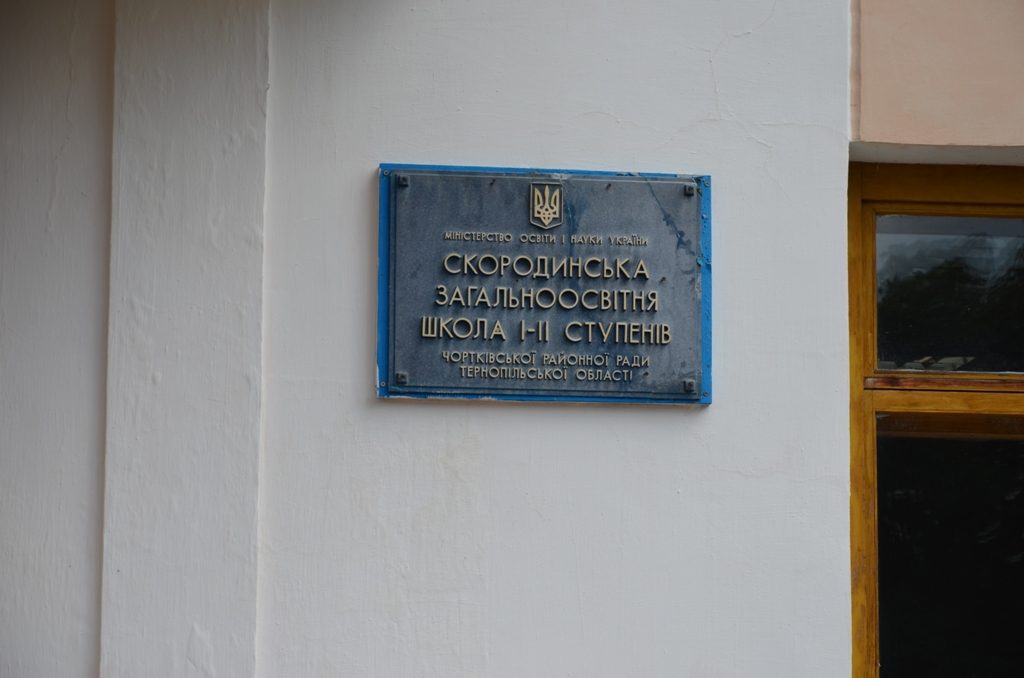 МІНІСТЕРСТВО ОСВІТИ І НАУКИ УКРАЇНИ
СКОРОДИНСЬКА
ЗАГАЛЬНООСВІТНЯ
ШКОЛА І-ІІ СТУПЕНІВ
ЧОРТКІВСЬКОЇ РАЙОННОЇ РАДИ
ТЕРНОПІЛЬСЬКОЇ ОБЛАСТІ